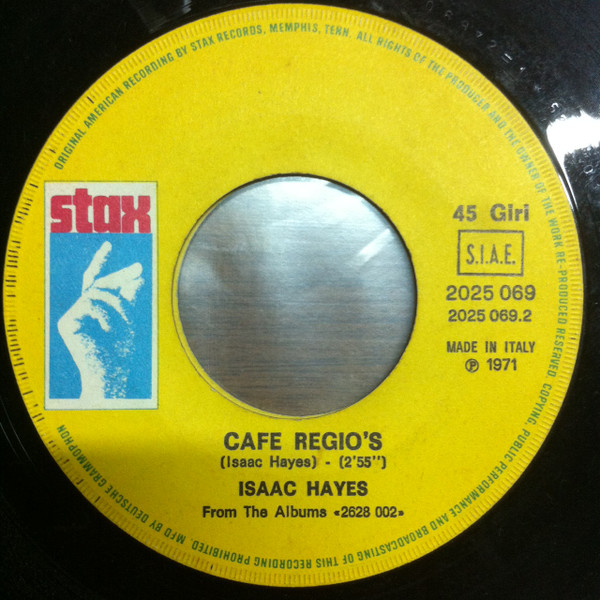 ORIGINAL AMERICAN RECORDING BY STAX RECORDS, MEMPHIS, TENN. ALL RIGHTS OF THE PRODUCER AND THE OWNER OF THE WORK RE-PRODUCED RESERVED. COPYING, PUBLIC PERFORMANCE AND BROADCASTING OF THIS RECORDING PROHIBITED. MFD BY DEUTSCHE GRAMMOPHON
stax
45 Giri
S.I.A.E.
2025 069
2025 069.2
MADE IN ITALY
℗ 1971
CAFE REGIO'S
(Isaac Hayes) - (2'55")
ISAAC HAYES
From The Albums «2628 002»